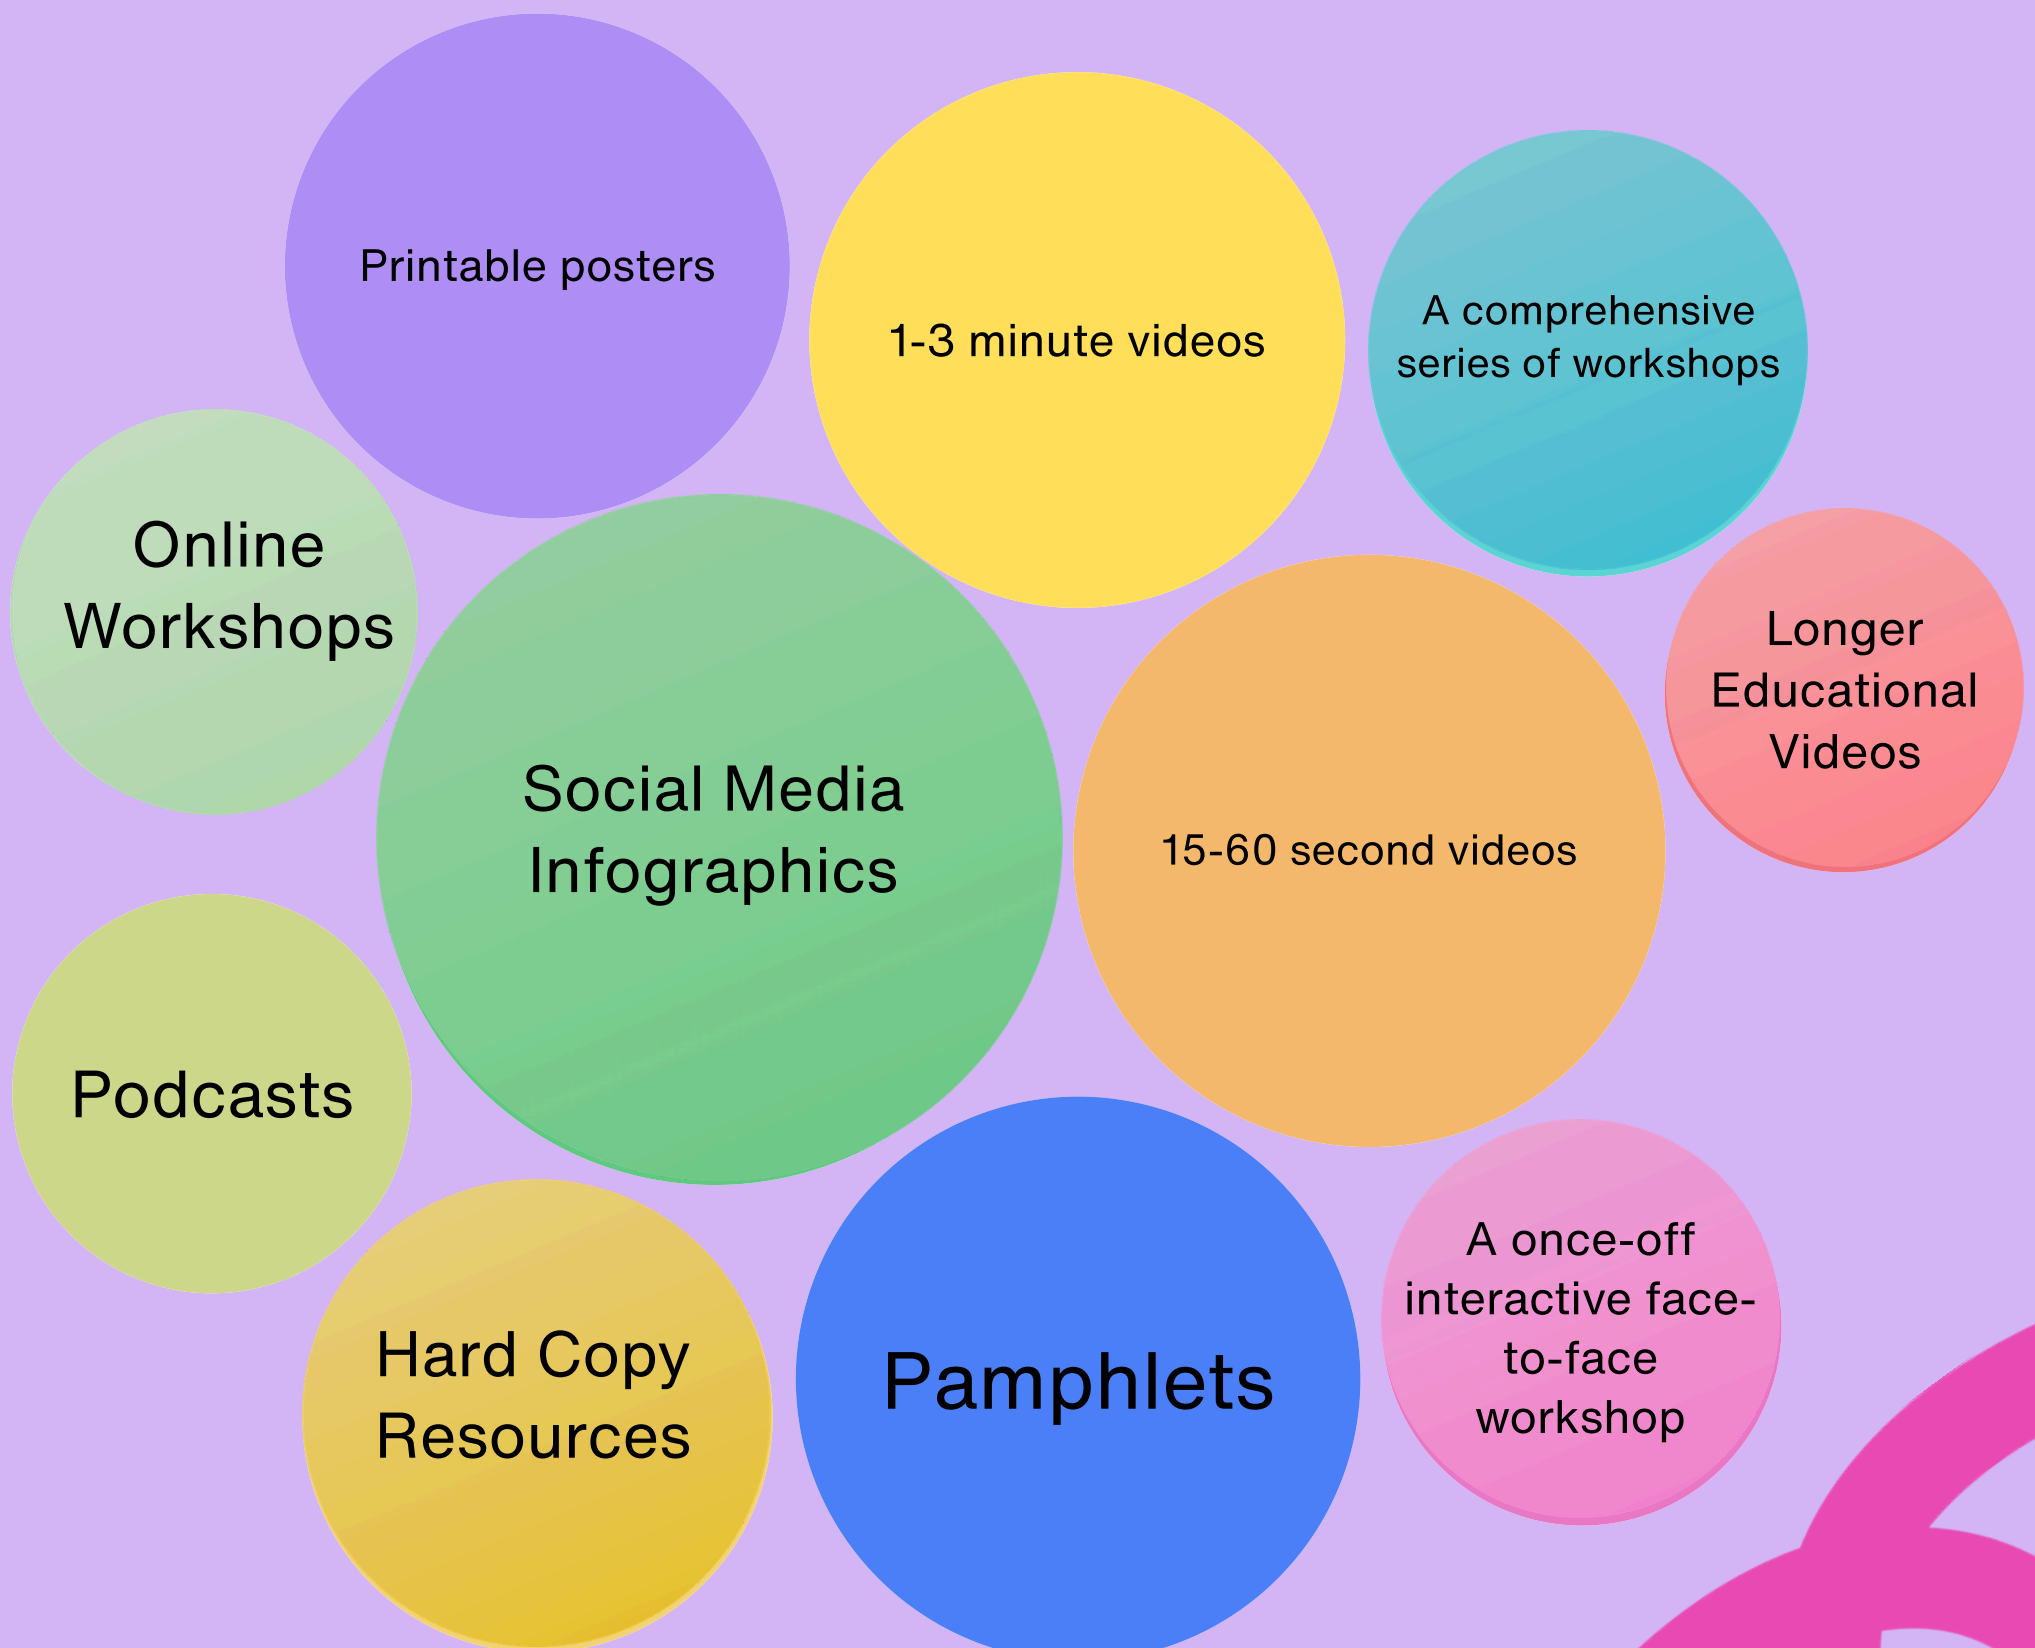 Printable posters
1-3 minute videos
A comprehensive
series of workshops
Online
Workshops
Social Media
Infographics
15-60 second videos
Longer
Educational
Videos
Podcasts
Hard Copy
Resources
Pamphlets
A once-off
interactive face-
to-face
workshop